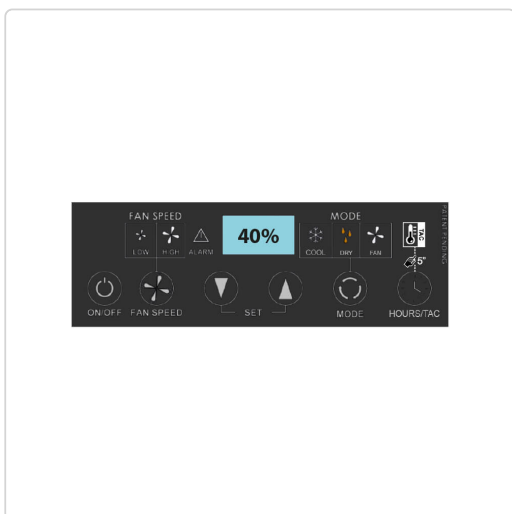 FAN SPEED
LOW
HIGH
ALARM
40%
MODE
COOL
DRY
FAN
TAC
PATENT PENDING
5"
ON/OFF
FAN SPEED
SET
MODE
HOURS/TAC